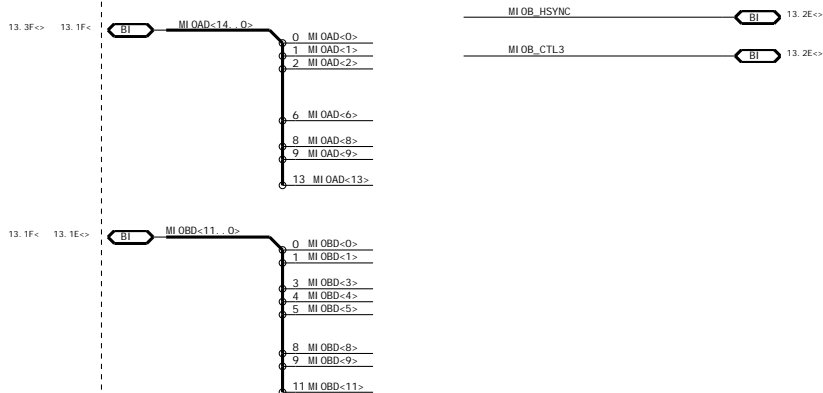 MIOB_HSYNC
BI 13.2E<>
13.3F<> 13.1F< BI MIOAD<14..0>
0 MIOAD<0>
1 MIOAD<1>
2 MIOAD<2>
MIOB_CTL3
BI 13.2E<>
6 MIOAD<6>
8 MIOAD<8>
9 MIOAD<9>
13 MIOAD<13>
13.1F< 13.1E<> BI MIOBD<11..0>
0 MIOBD<0>
1 MIOBD<1>
3 MIOBD<3>
4 MIOBD<4>
5 MIOBD<5>
8 MIOBD<8>
9 MIOBD<9>
11 MIOBD<11>